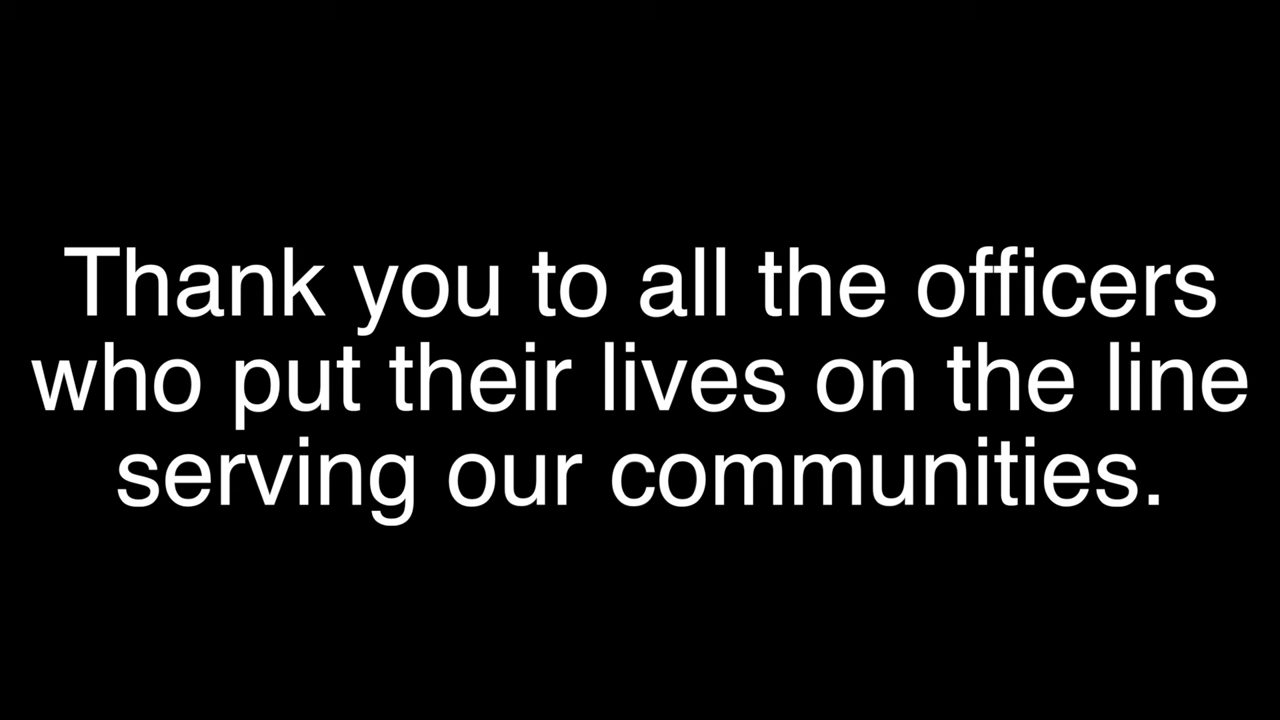 Thank you to all the officers
who put their lives on the line
serving our communities.